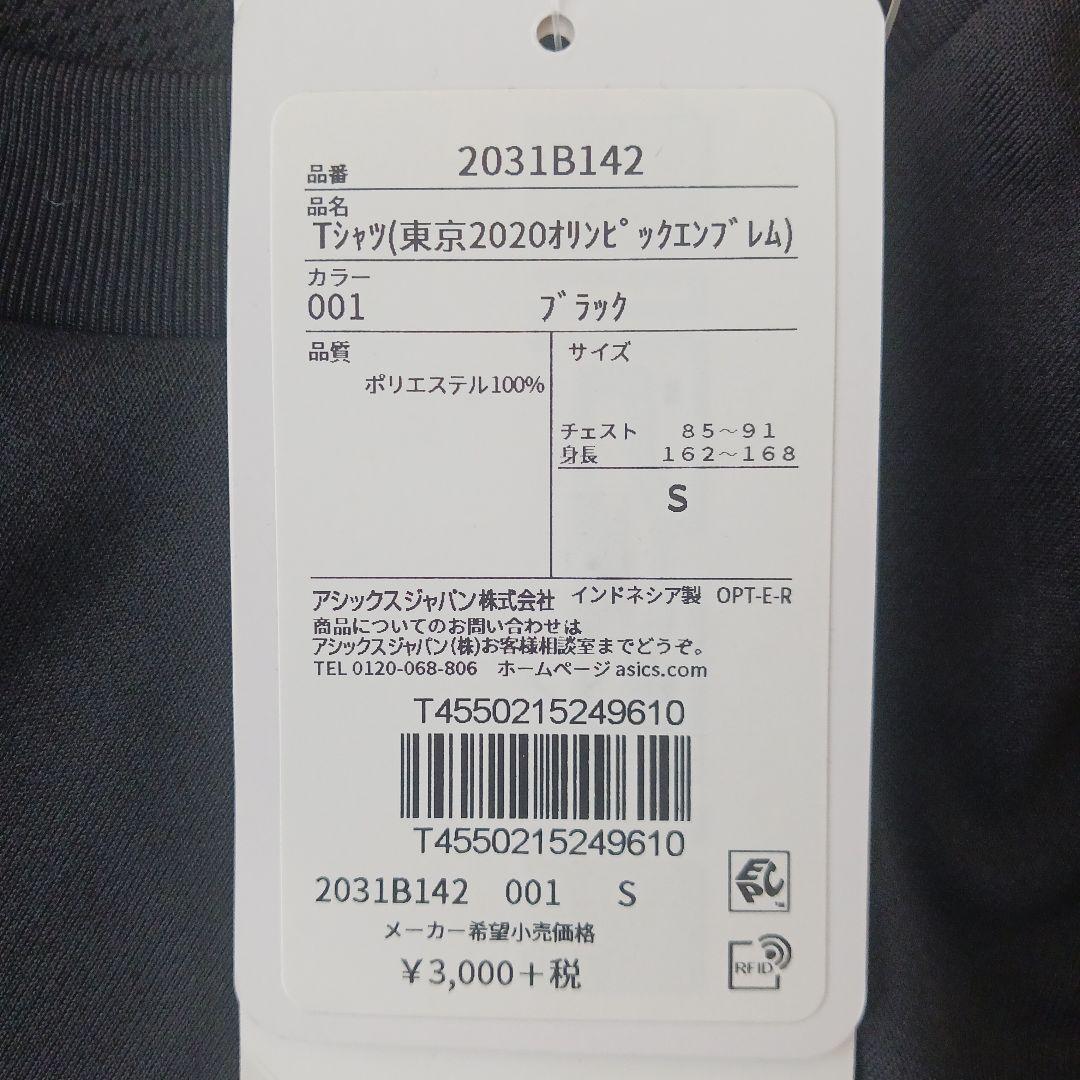 品番 2031B142
品名
Tｼｬﾂ(東京2020ｵﾘﾝﾋﾟｯｸｴﾝﾌﾞﾚﾑ)
カラー
001 ﾌﾞﾗｯｸ
品質 サイズ
ポリエステル100%
チェスト ８５～９１
身長 １６２～１６８
S
アシックスジャパン株式会社 インドネシア製 OPT-E-R
商品についてのお問い合わせは
アシックスジャパン(株)お客様相談室までどうぞ。
TEL 0120-068-806 ホームページ asics.com
T4550215249610
T4550215249610
2031B142 001 S
メーカー希望小売価格
￥3,000＋税
EPC
RFID